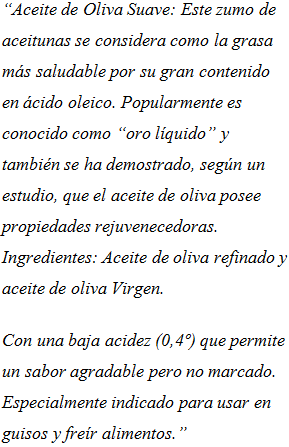 “Aceite de Oliva Suave: Este zumo de
aceitunas se considera como la grasa
más saludable por su gran contenido
en ácido oleico. Popularmente es
conocido como “oro líquido” y
también se ha demostrado, según un
estudio, que el aceite de oliva posee
propiedades rejuvenecedoras.
Ingredientes: Aceite de oliva refinado y
aceite de oliva Virgen.
Con una baja acidez (0,4º) que permite
un sabor agradable pero no marcado.
Especialmente indicado para usar en
guisos y freír alimentos.”